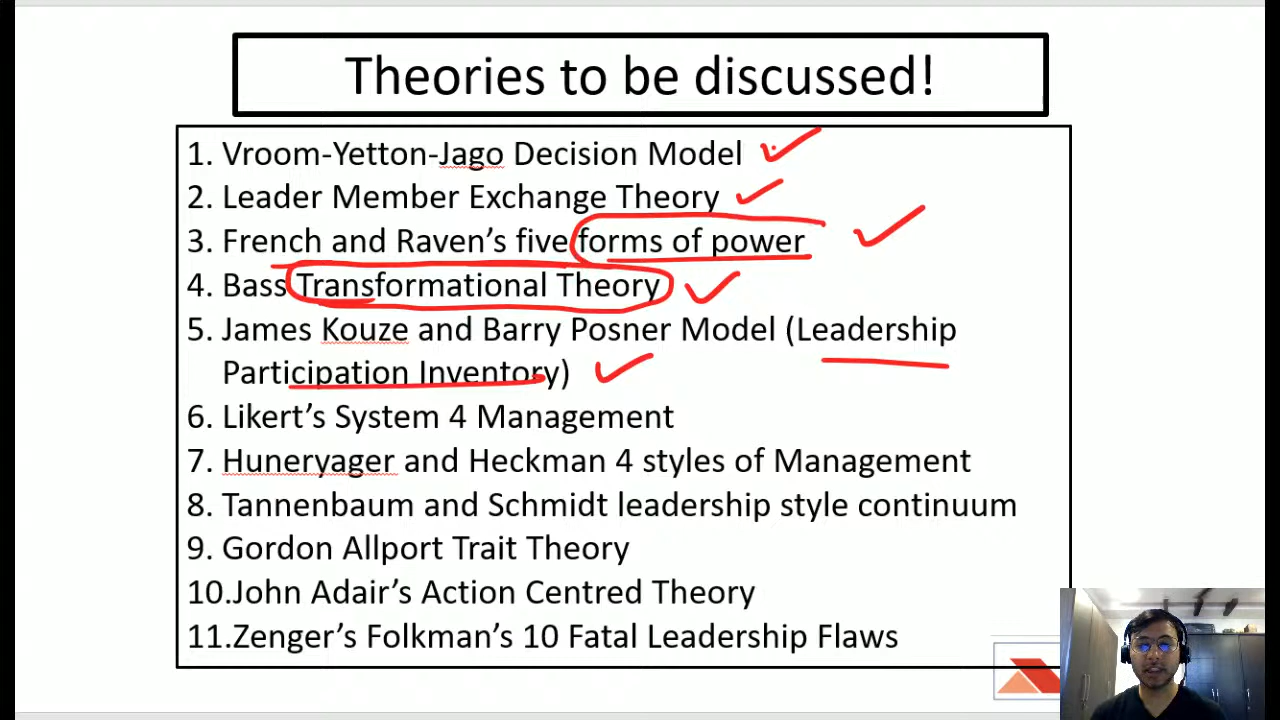 Theories to be discussed!
1. Vroom-Yetton-Jago Decision Model
2. Leader Member Exchange Theory
3. French and Raven's five forms of power
4. Bass Transformational Theory
5. James Kouze and Barry Posner Model (Leadership
Participation Inventory)
6. Likert's System 4 Management
7. Huneryager and Heckman 4 styles of Management
8. Tannenbaum and Schmidt leadership style continuum
9. Gordon Allport Trait Theory
10.John Adair's Action Centred Theory
11.Zenger's Folkman's 10 Fatal Leadership Flaws